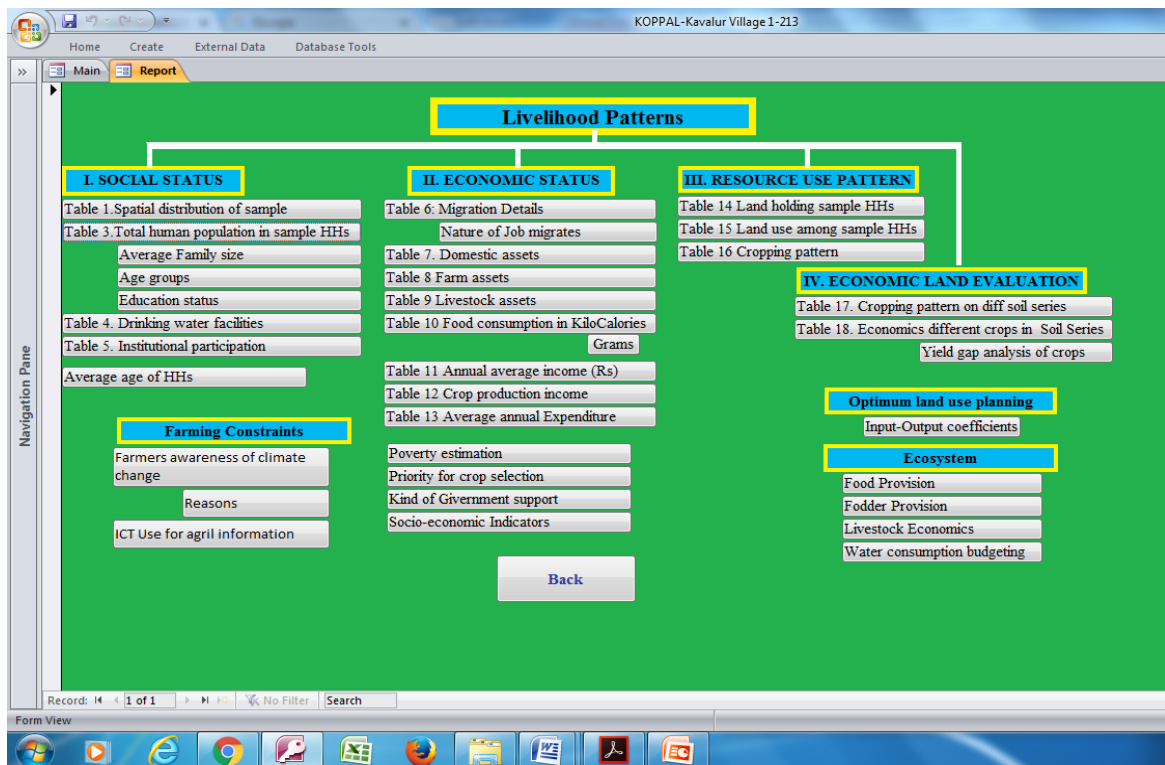 KOPPAL-Kavalur Village 1-213
Home Create External Data Database Tools
Main Report
Livelihood Patterns
I. SOCIAL STATUS
Table 1.Spatial distribution of sample
Table 3.Total human population in sample HHs
Average Family size
Age groups
Education status
Table 4. Drinking water facilities
Table 5. Institutional participation
Average age of HHs
Farming Constraints
Farmers awareness of climate
change
Reasons
ICT Use for agril information
II. ECONOMIC STATUS
Table 6: Migration Details
Nature of Job migrates
Table 7. Domestic assets
Table 8 Farm assets
Table 9 Livestock assets
Table 10 Food consumption in KiloCalories
Grams
Table 11 Annual average income (Rs)
Table 12 Crop production income
Table 13 Average annual Expenditure
Poverty estimation
Priority for crop selection
Kind of Givernment support
Socio-economic Indicators
Back
III. RESOURCE USE PATTERN
Table 14 Land holding sample HHs
Table 15 Land use among sample HHs
Table 16 Cropping pattern
IV. ECONOMIC LAND EVALUATION
Table 17. Cropping pattern on diff soil series
Table 18. Economics different crops in Soil Series
Yield gap analysis of crops
Optimum land use planning
Input-Output coefficients
Ecosystem
Food Provision
Fodder Provision
Livestock Economics
Water consumption budgeting
Navigation Pane
Record: 1 of 1 No Filter Search
Form View